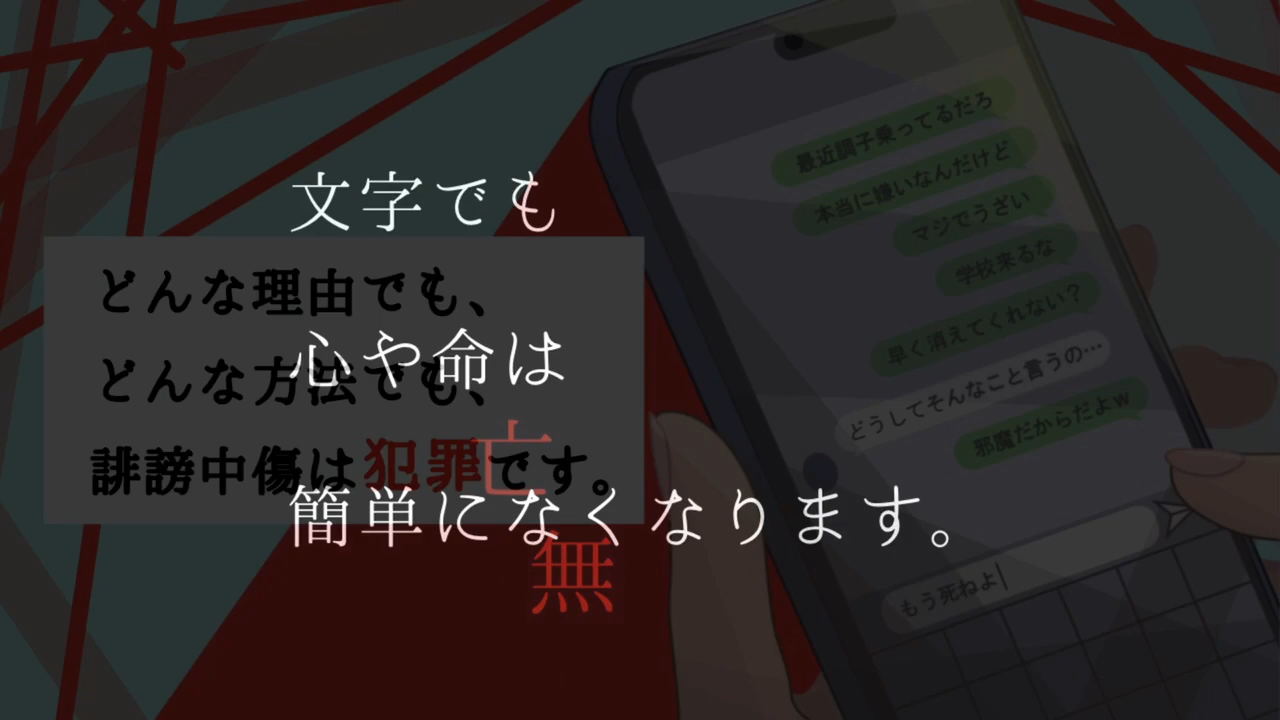 文字でも
どんな理由でも、
心や命は
どんな方法でも、
亡
誹謗中傷は犯罪です。
簡単になくなります。
無
最近調子乗ってるだろ
本当に嫌いなんだけど
マジでうざい
学校来るな
早く消えてくれない？
どうしてそんなこと言うの…
邪魔だからだよw
もう死ねよ